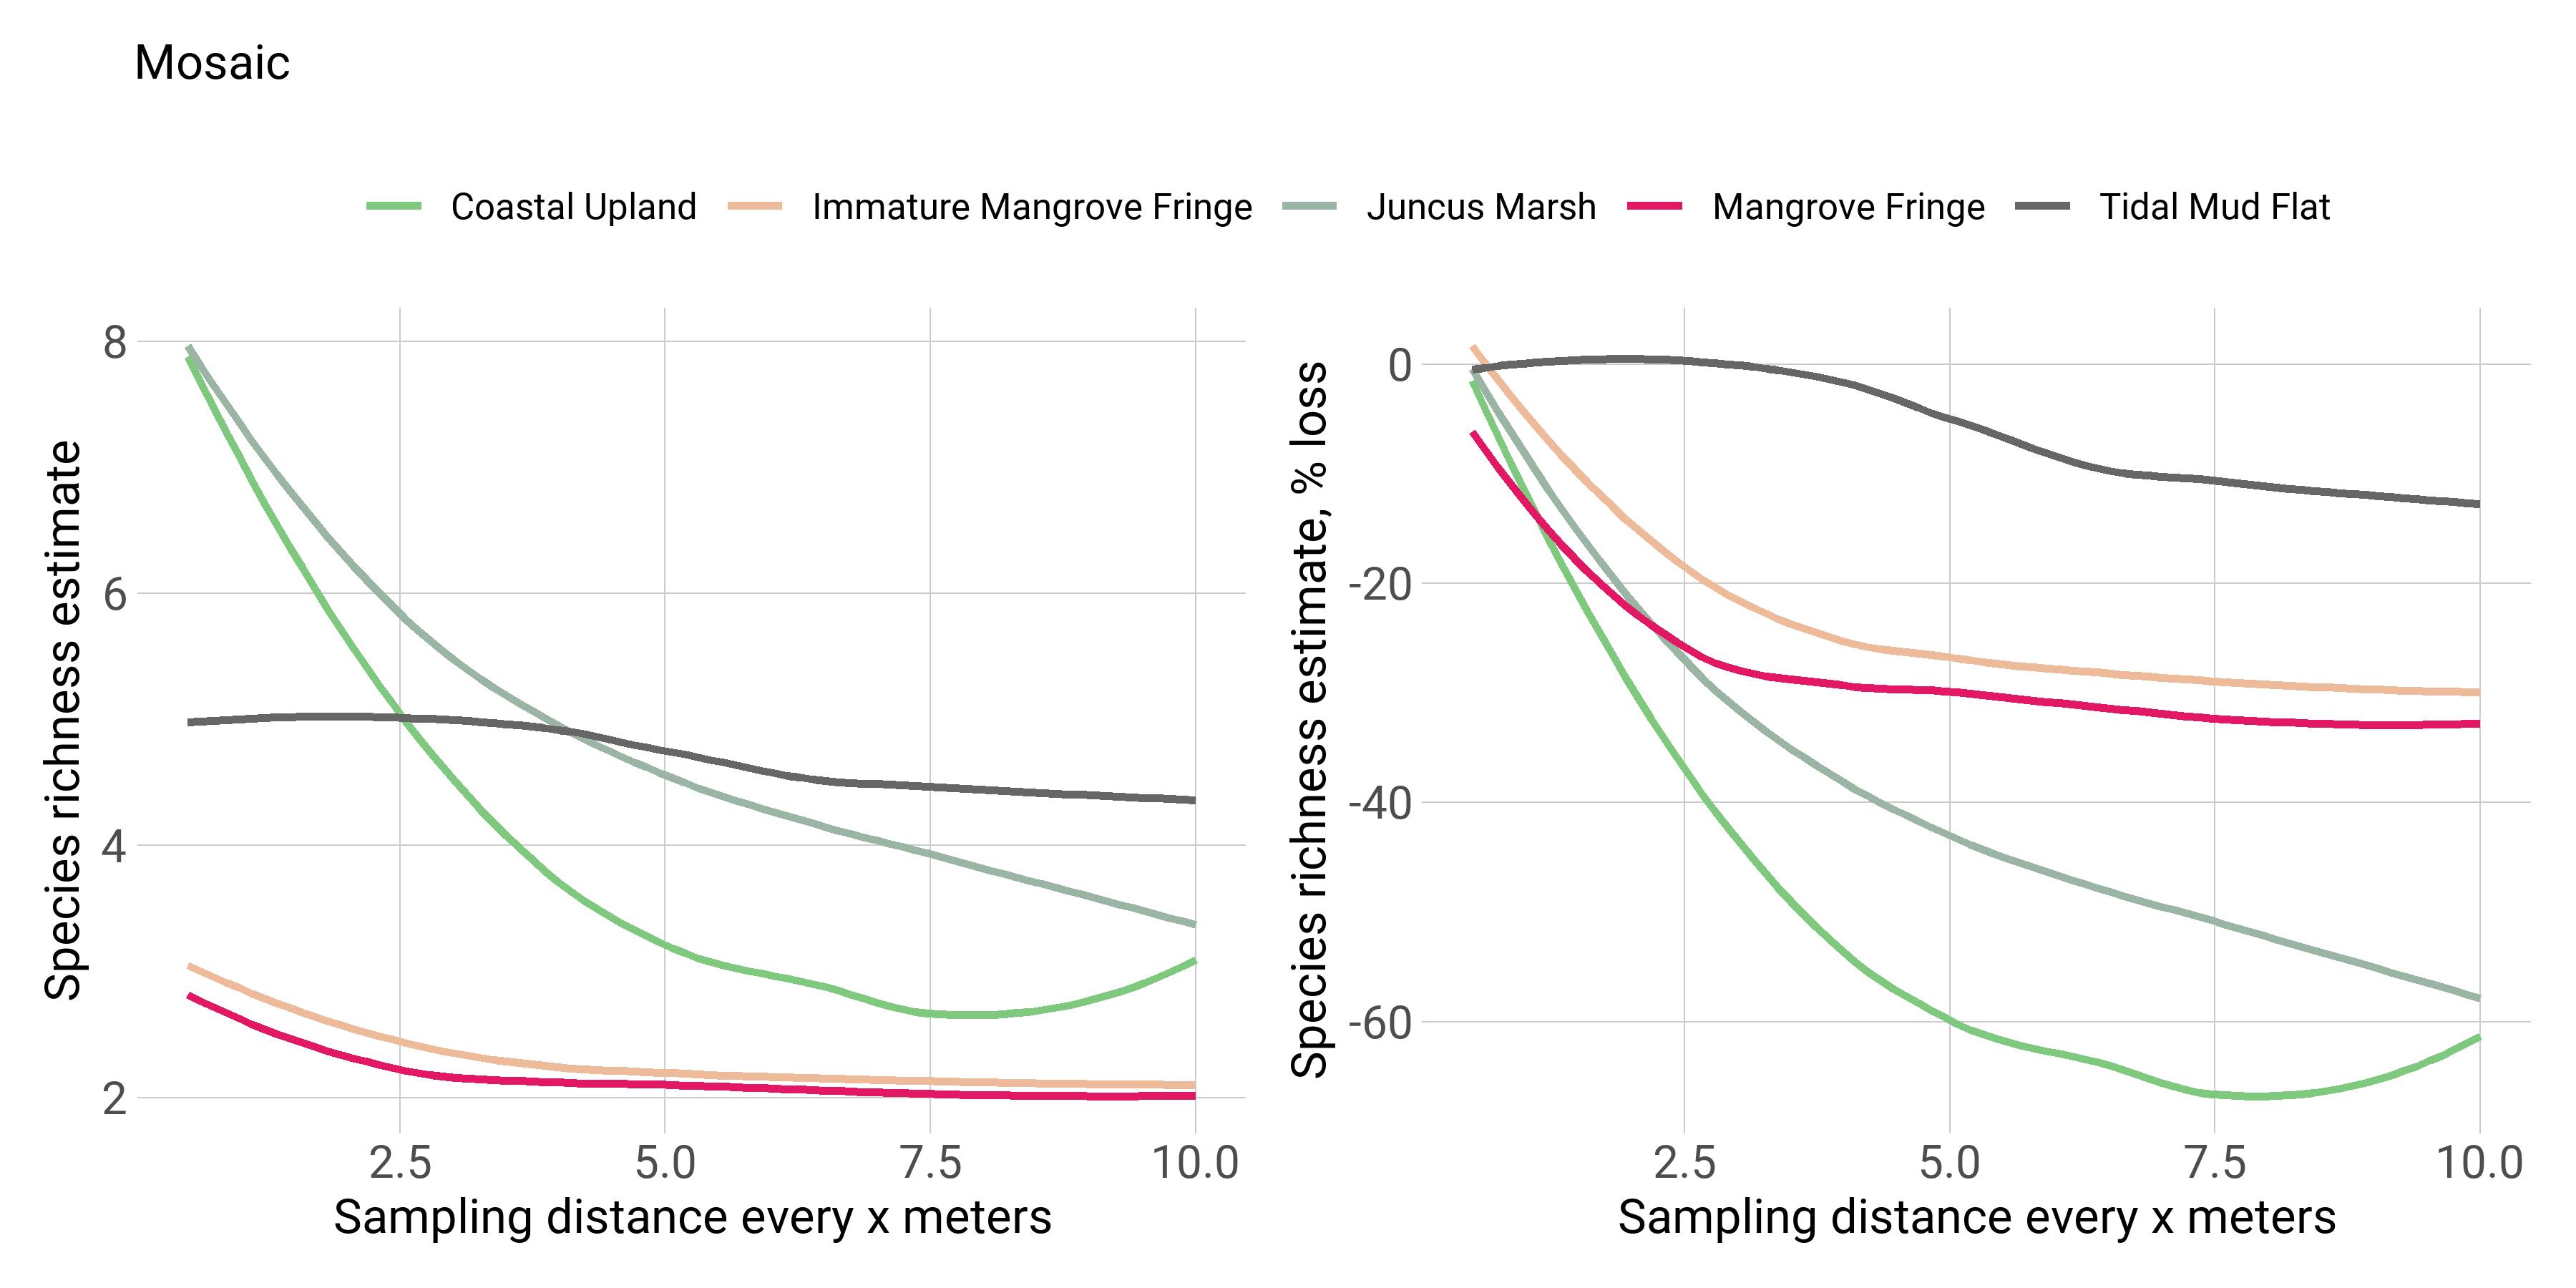 Mosaic
Coastal Upland Immature Mangrove Fringe Juncus Marsh Mangrove Fringe Tidal Mud Flat
Species richness estimate
8
6
4
2
2.5 5.0 7.5 10.0
Sampling distance every x meters
Species richness estimate, % loss
0
-20
-40
-60
2.5 5.0 7.5 10.0
Sampling distance every x meters